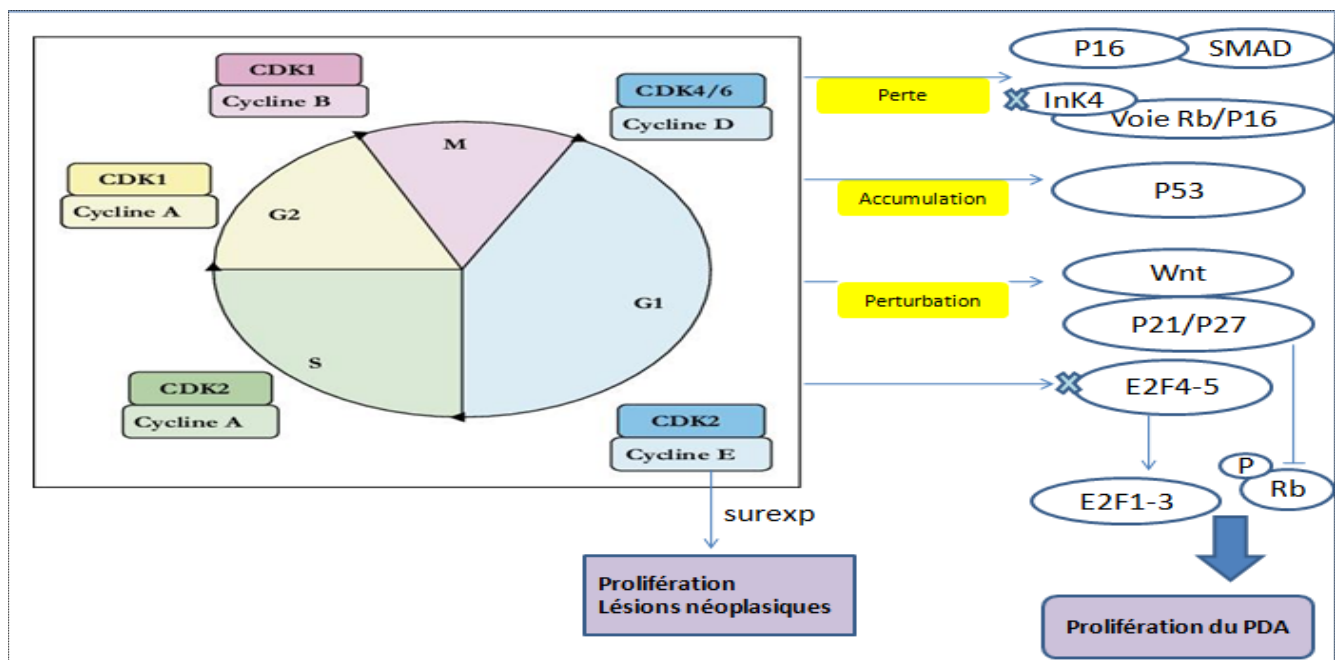 CDK1
Cycline B
CDK4/6
Cycline D
CDK1
Cycline A
M
G2
G1
S
CDK2
Cycline A
CDK2
Cycline E
surexp
Prolifération
Lésions néoplasiques
Perte
P16
SMAD
InK4
Voie Rb/P16
Accumulation
P53
Perturbation
Wnt
P21/P27
E2F4-5
P
Rb
E2F1-3
Prolifération du PDA